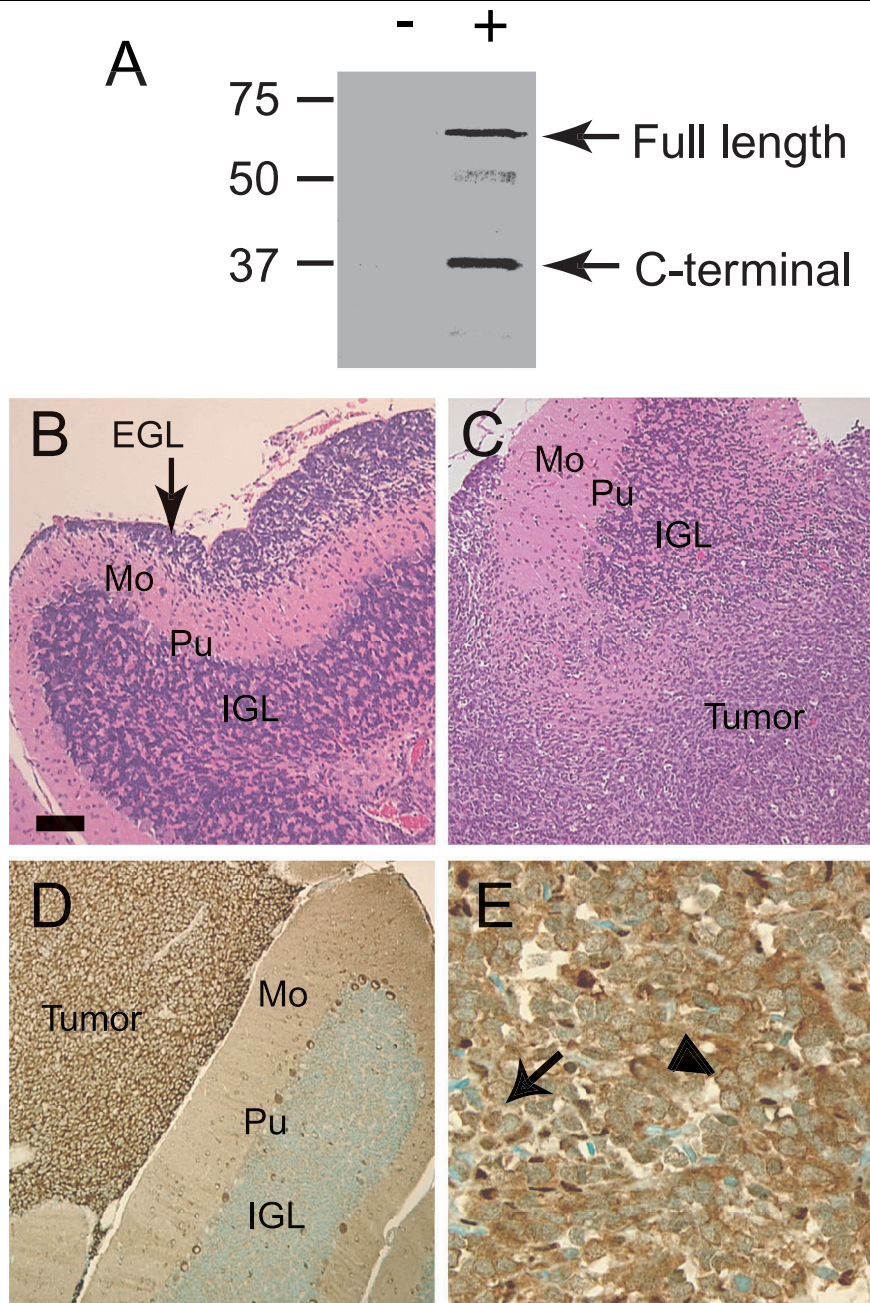 - +
A
75
Full length
50
37
C-terminal
B
EGL
Mo
Pu
IGL
C
Mo
Pu
IGL
Tumor
D
Tumor
Mo
Pu
IGL
E